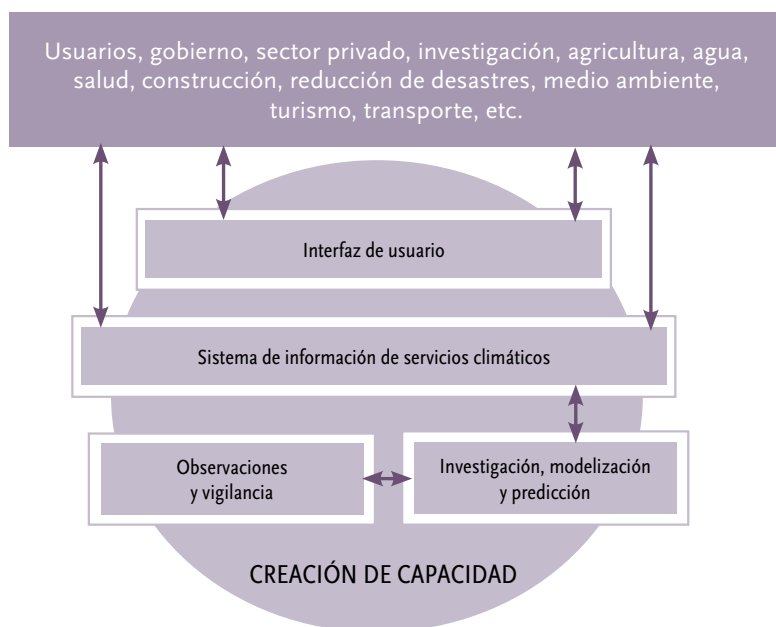 Usuarios, gobierno, sector privado, investigación, agricultura, agua,
salud, construcción, reducción de desastres, medio ambiente,
turismo, transporte, etc.
Interfaz de usuario
Sistema de información de servicios climáticos
Observaciones
y vigilancia
Investigación, modelización
y predicción
CREACIÓN DE CAPACIDAD